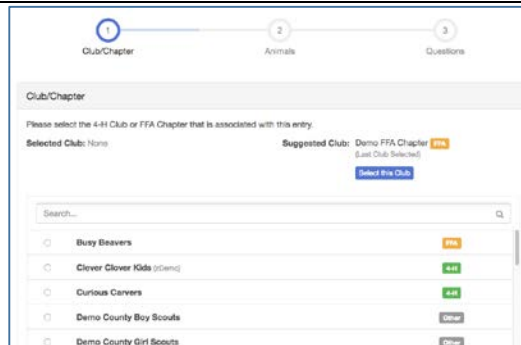 1
2
3
Club/Chapter
Animals
Questions
Club/Chapter
Please select the 4-H Club or FFA Chapter that is associated with this entry.
Selected Club: None
Suggested Club: Demo FFA Chapter FFA
(Last Club Selected)
Select this Club
Search...
Busy Beavers FFA
Clever Clover Kids (zDemo) 4-H
Curious Carvers 4-H
Demo County Boy Scouts Other
Demo County Girl Scouts Other